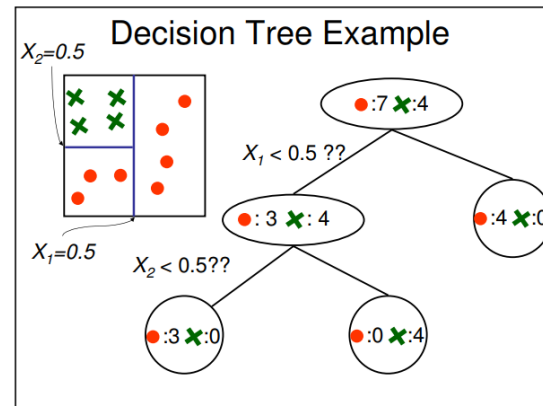 Decision Tree Example
X2=0.5
:7 :4
X1 < 0.5 ??
: 3 : 4
:4 :0
X1=0.5
X2 < 0.5??
:3 :0
:0 :4